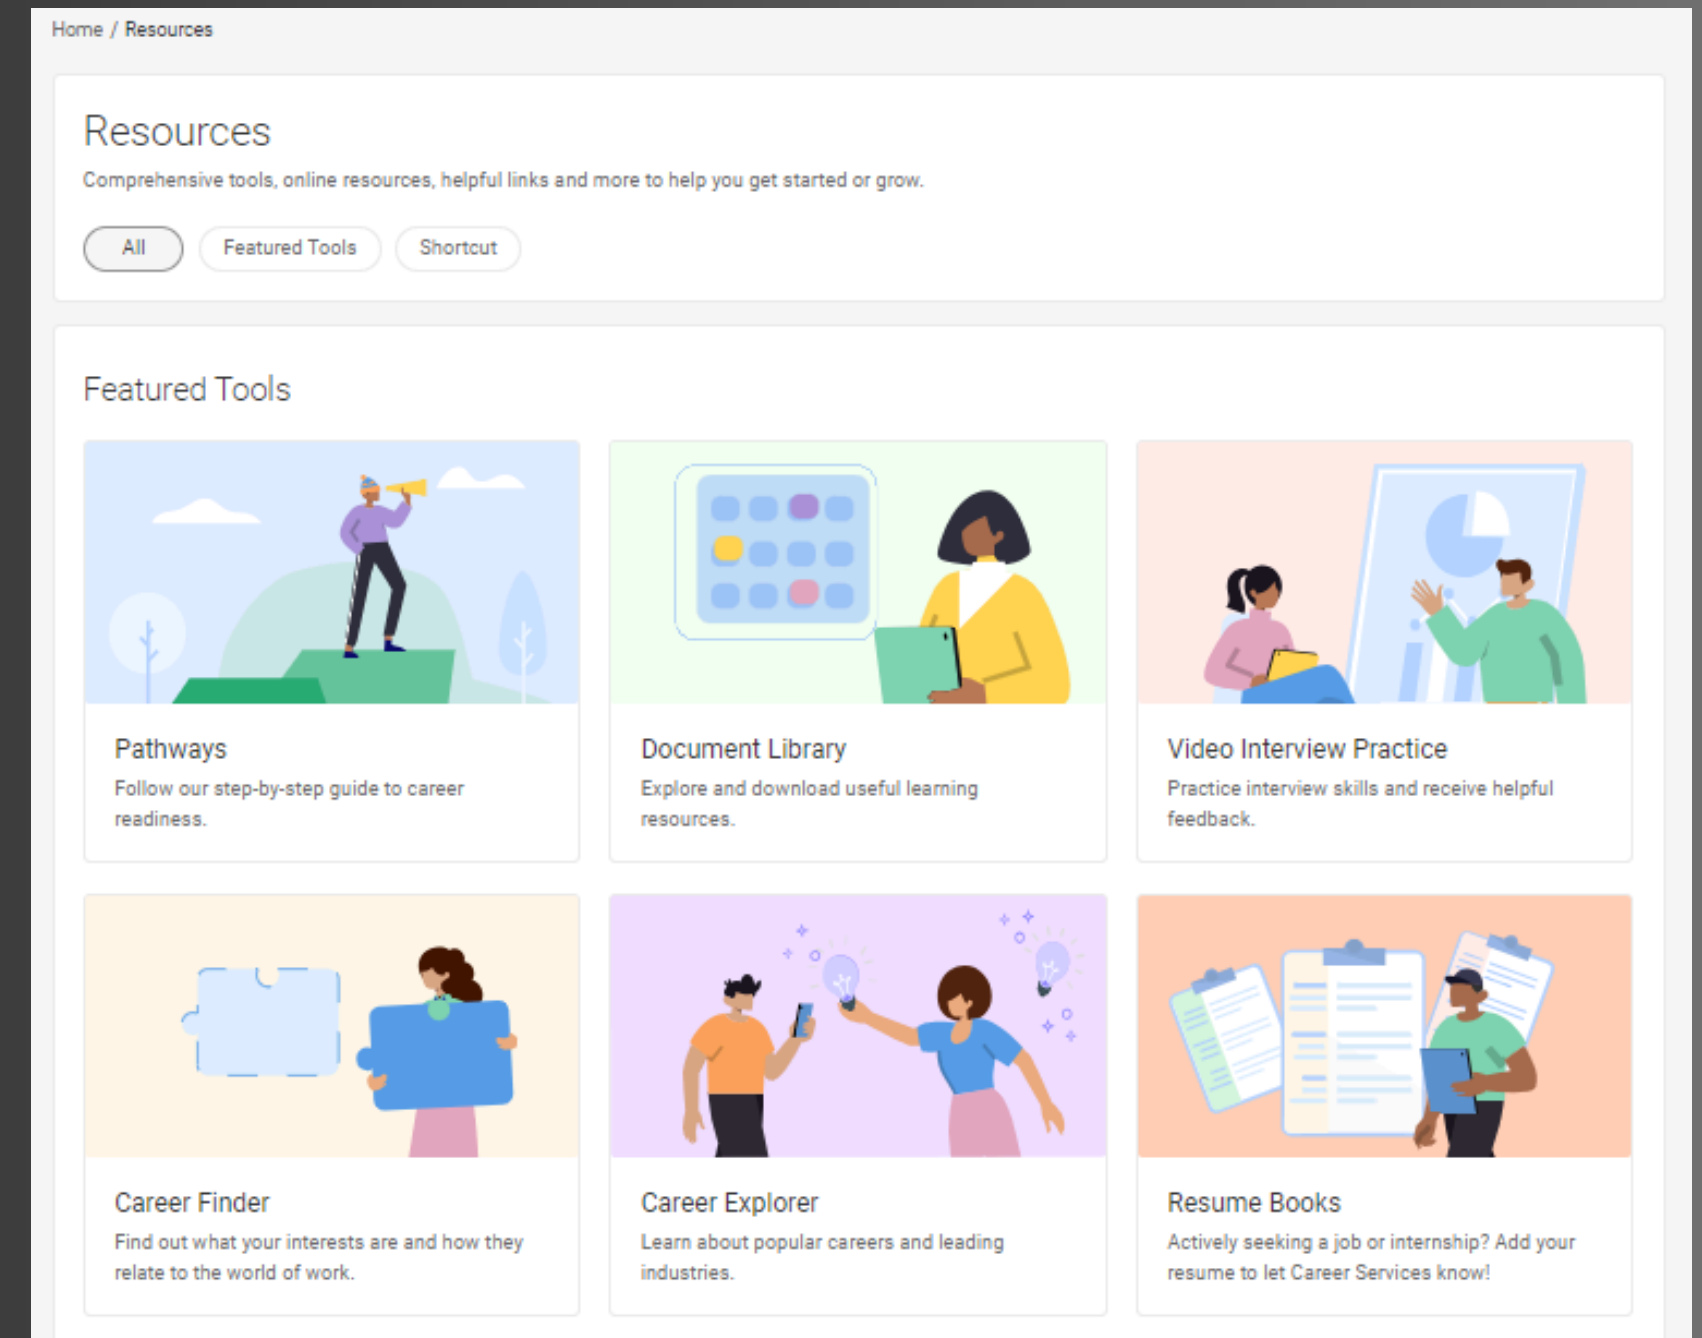 Home / Resources
Resources
Comprehensive tools, online resources, helpful links and more to help you get started or grow.
All
Featured Tools
Shortcut
Featured Tools
Pathways
Follow our step-by-step guide to career
readiness.
Document Library
Explore and download useful learning
resources.
Video Interview Practice
Practice interview skills and receive helpful
feedback.
Career Finder
Find out what your interests are and how they
relate to the world of work.
Career Explorer
Learn about popular careers and leading
industries.
Resume Books
Actively seeking a job or internship? Add your
resume to let Career Services know!